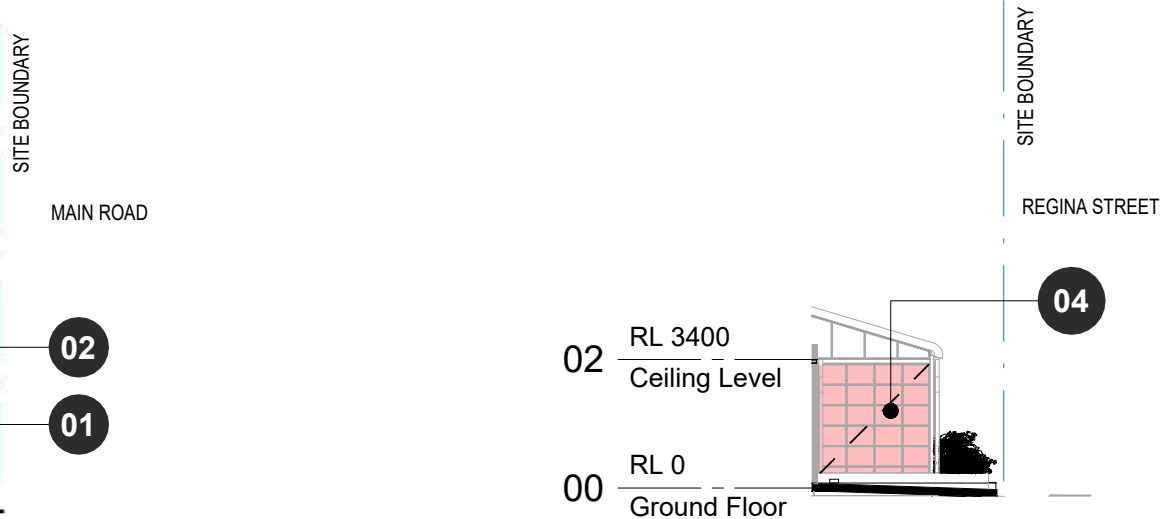 SITE BOUNDARY
MAIN ROAD
02
01
02
RL 3400
Ceiling Level
00
RL 0
Ground Floor
SITE BOUNDARY
REGINA STREET
04